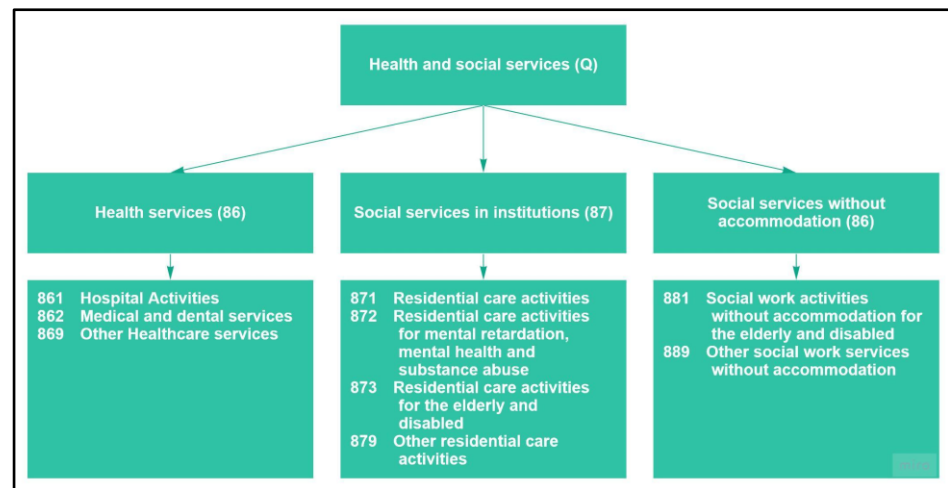 Health and social services (Q)
Health services (86)
Social services in institutions (87)
Social services without
accommodation (86)
861 Hospital Activities
862 Medical and dental services
869 Other Healthcare services
871 Residential care activities
872 Residential care activities
for mental retardation,
mental health and
substance abuse
873 Residential care activities
for the elderly and
disabled
879 Other residential care
activities
881 Social work activities
without accommodation for
the elderly and disabled
889 Other social work services
without accommodation